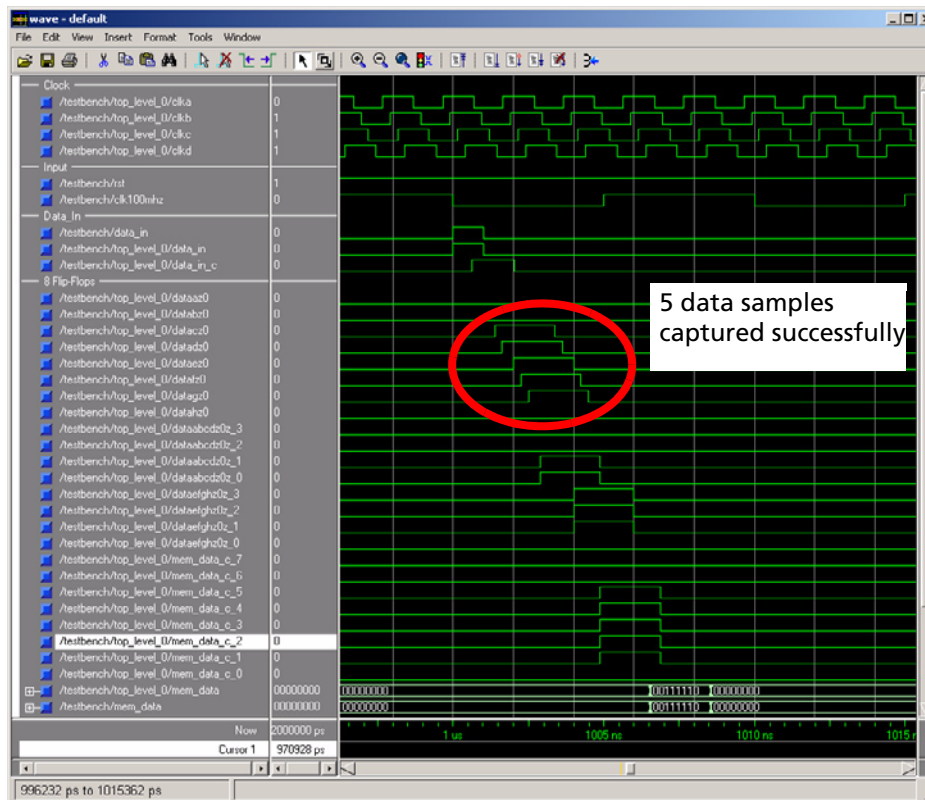 wave - default
File Edit View Insert Format Tools Window
Clock
/testbench/top_level_0/clka 0
/testbench/top_level_0/clkb 1
/testbench/top_level_0/clkc 1
/testbench/top_level_0/clkd 1
Input
/testbench/rst 1
/testbench/clk100mhz 0
Data_In
/testbench/data_in 0
/testbench/top_level_0/data_in 0
/testbench/top_level_0/data_in_c 0
8 Flip-Flops
/testbench/top_level_0/dataaz0 0
/testbench/top_level_0/databz0 0
/testbench/top_level_0/datacz0 0
/testbench/top_level_0/datadz0 0
/testbench/top_level_0/dataez0 0
/testbench/top_level_0/datafz0 0
/testbench/top_level_0/datagz0 0
/testbench/top_level_0/datahz0 0
/testbench/top_level_0/dataabcdz0z_3 0
/testbench/top_level_0/dataabcdz0z_2 0
/testbench/top_level_0/dataabcdz0z_1 0
/testbench/top_level_0/dataabcdz0z_0 0
/testbench/top_level_0/dataefghz0z_3 0
/testbench/top_level_0/dataefghz0z_2 0
/testbench/top_level_0/dataefghz0z_1 0
/testbench/top_level_0/dataefghz0z_0 0
/testbench/top_level_0/mem_data_c_7 0
/testbench/top_level_0/mem_data_c_6 0
/testbench/top_level_0/mem_data_c_5 0
/testbench/top_level_0/mem_data_c_4 0
/testbench/top_level_0/mem_data_c_3 0
/testbench/top_level_0/mem_data_c_2 0
/testbench/top_level_0/mem_data_c_1 0
/testbench/top_level_0/mem_data_c_0 0
/testbench/top_level_0/mem_data 00000000 00000000 00111110 00000000
/testbench/mem_data 00000000 00000000 00111110 00000000
5 data samples
captured successfully
Now 2000000 ps 1 us 1005 ns 1010 ns 1015 n
Cursor 1 970928 ps
996232 ps to 1015362 ps